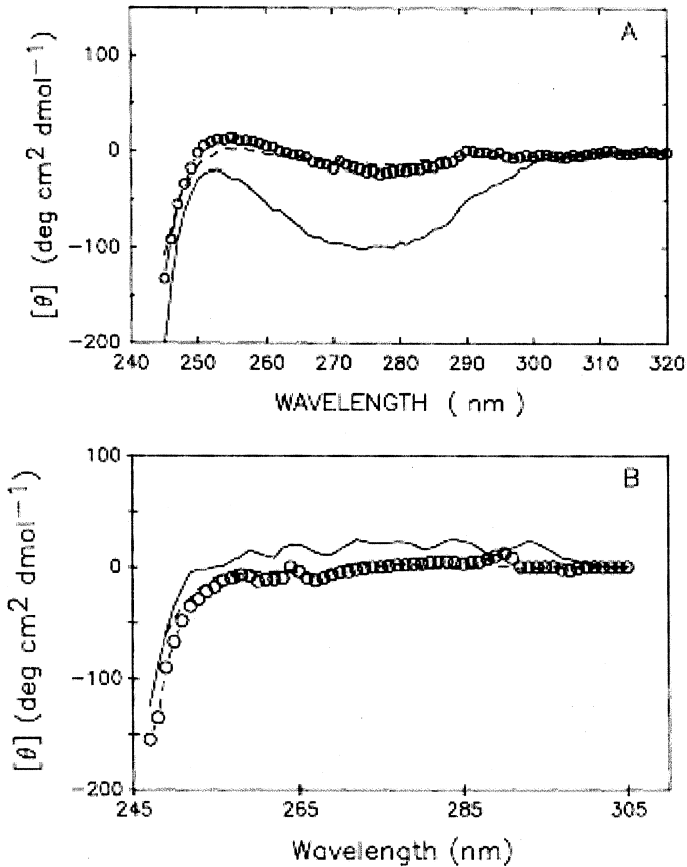 A
[θ] (deg cm² dmol⁻¹)
100
0
−100
−200
240 250 260 270 280 290 300 310 320
WAVELENGTH ( nm )
B
[θ] (deg cm² dmol⁻¹)
100
0
−100
−200
245 265 285 305
Wavelength (nm)